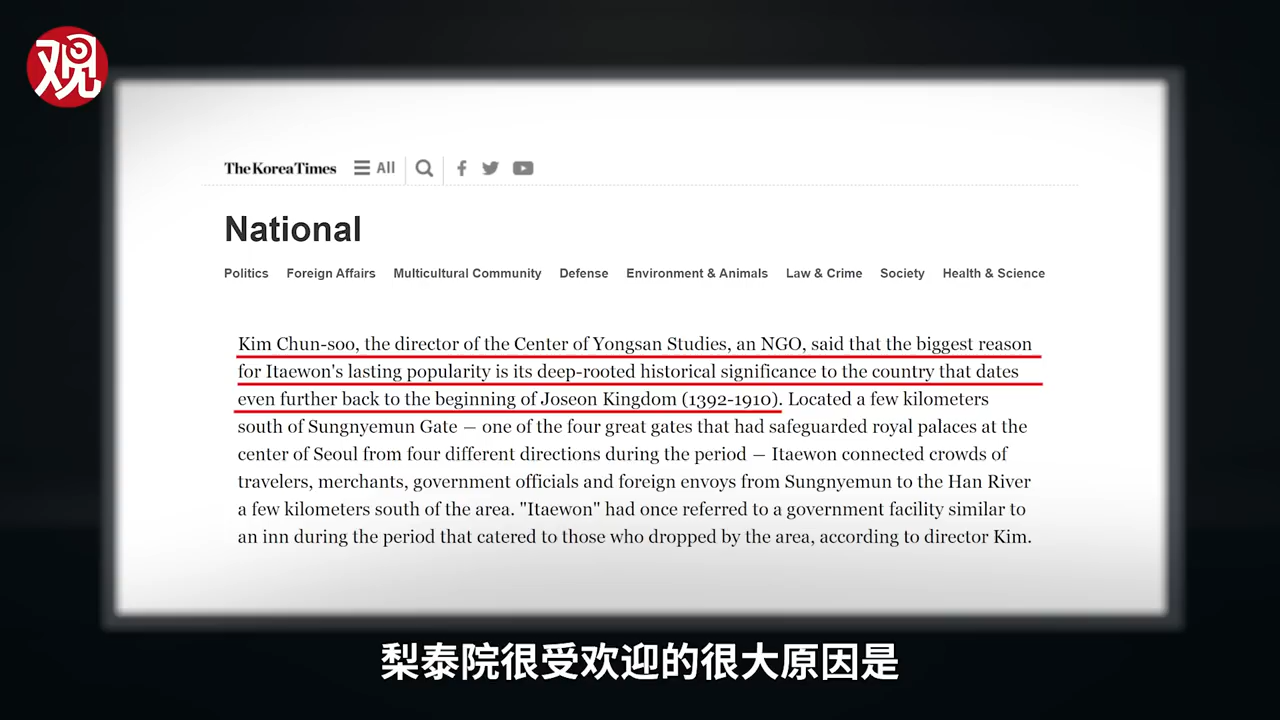 观
The Korea Times All
National
Politics Foreign Affairs Multicultural Community Defense Environment & Animals Law & Crime Society Health & Science
Kim Chun-soo, the director of the Center of Yongsan Studies, an NGO, said that the biggest reason
for Itaewon's lasting popularity is its deep-rooted historical significance to the country that dates
even further back to the beginning of Joseon Kingdom (1392-1910). Located a few kilometers
south of Sungnyemun Gate — one of the four great gates that had safeguarded royal palaces at the
center of Seoul from four different directions during the period — Itaewon connected crowds of
travelers, merchants, government officials and foreign envoys from Sungnyemun to the Han River
a few kilometers south of the area. "Itaewon" had once referred to a government facility similar to
an inn during the period that catered to those who dropped by the area, according to director Kim.
梨泰院很受欢迎的很大原因是